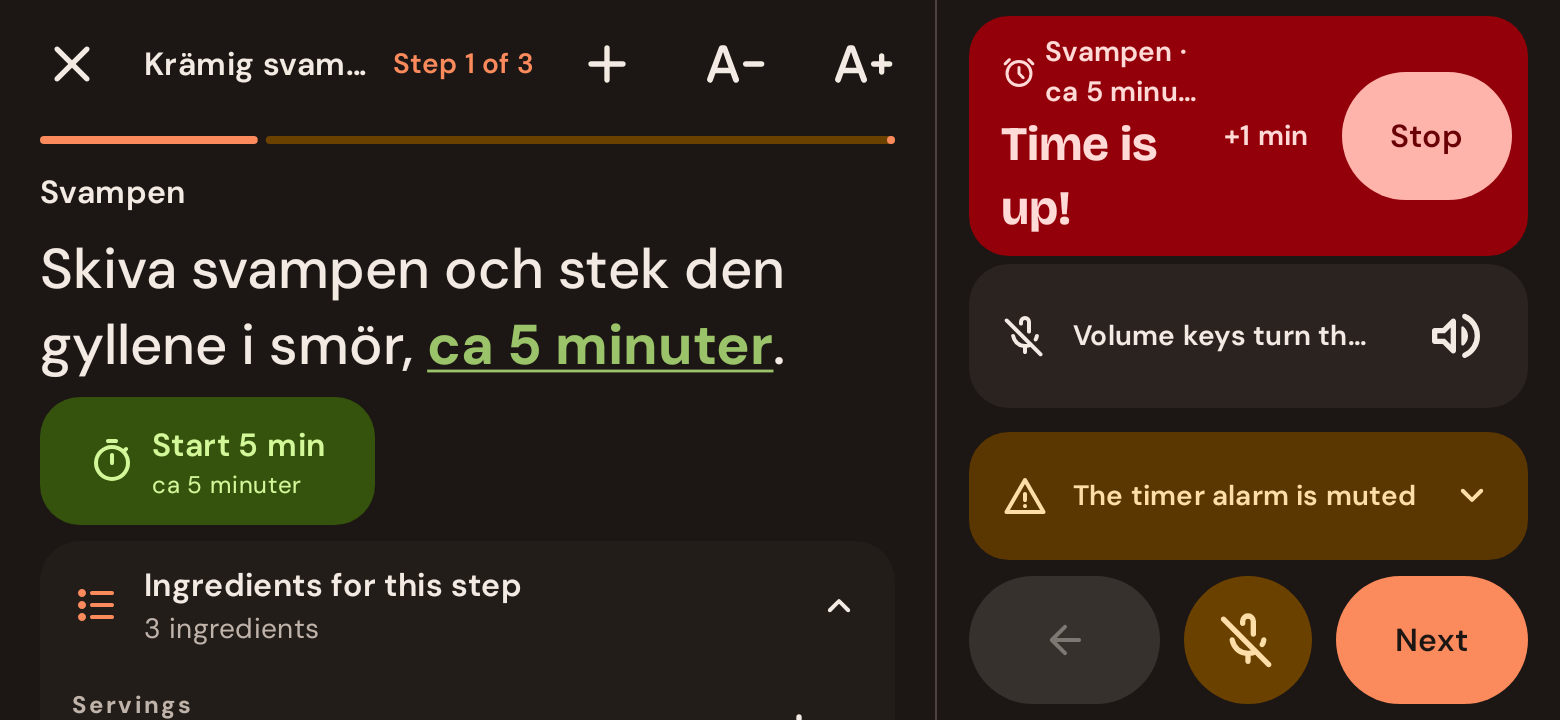 Krämig svam… Step 1 of 3 A− A+
Svampen
Skiva svampen och stek den
gyllene i smör, ca 5 minuter.
Start 5 min
ca 5 minuter
Ingredients for this step
3 ingredients
Servings
Svampen ·
ca 5 minu…
Time is
up!
+1 min
Stop
Volume keys turn th…
The timer alarm is muted
Next